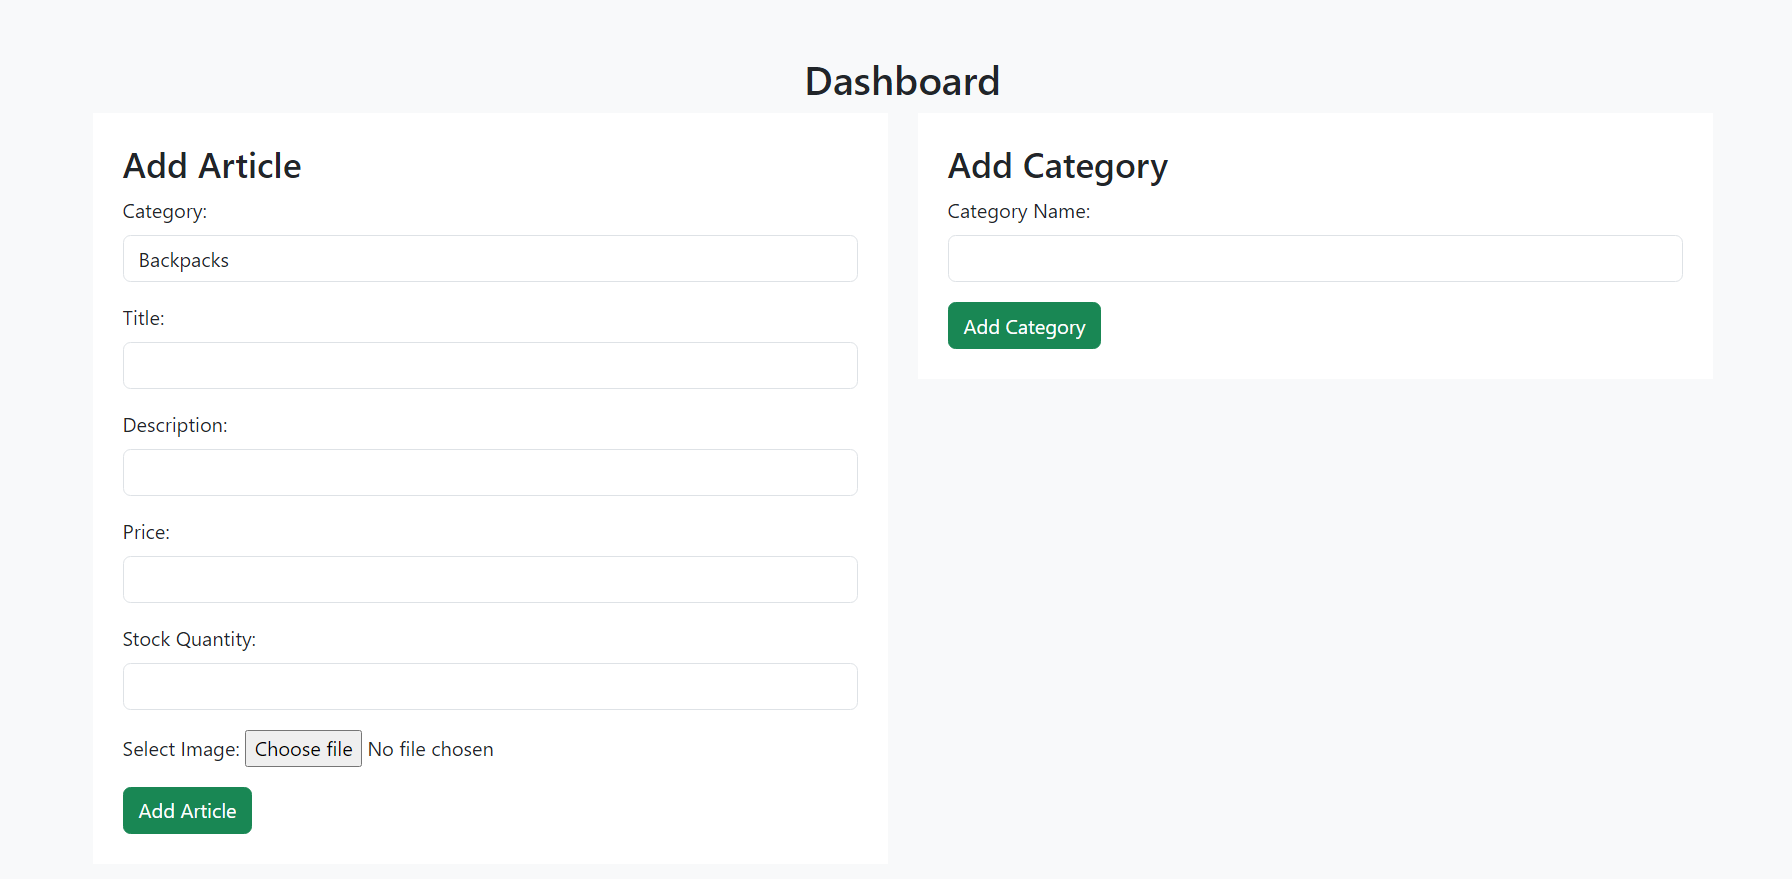 Dashboard
Add Article
Category:
Backpacks
Title:
Description:
Price:
Stock Quantity:
Select Image: Choose file No file chosen
Add Article
Add Category
Category Name:
Add Category